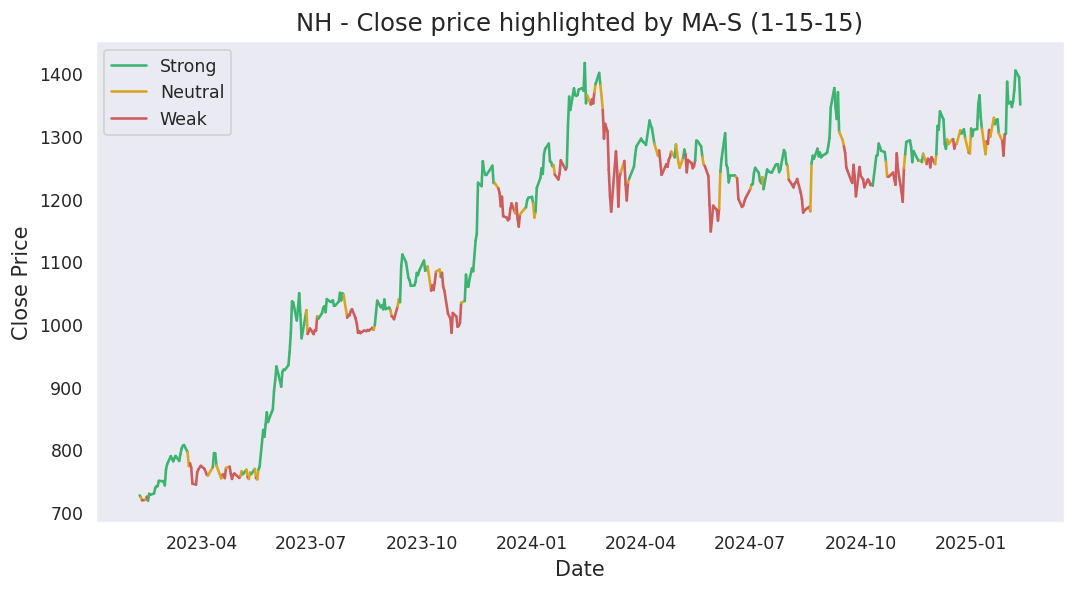 NH - Close price highlighted by MA-S (1-15-15)
Strong
Neutral
Weak
1400
1300
1200
1100
1000
900
800
700
Close Price
2023-04
2023-07
2023-10
2024-01
2024-04
2024-07
2024-10
2025-01
Date